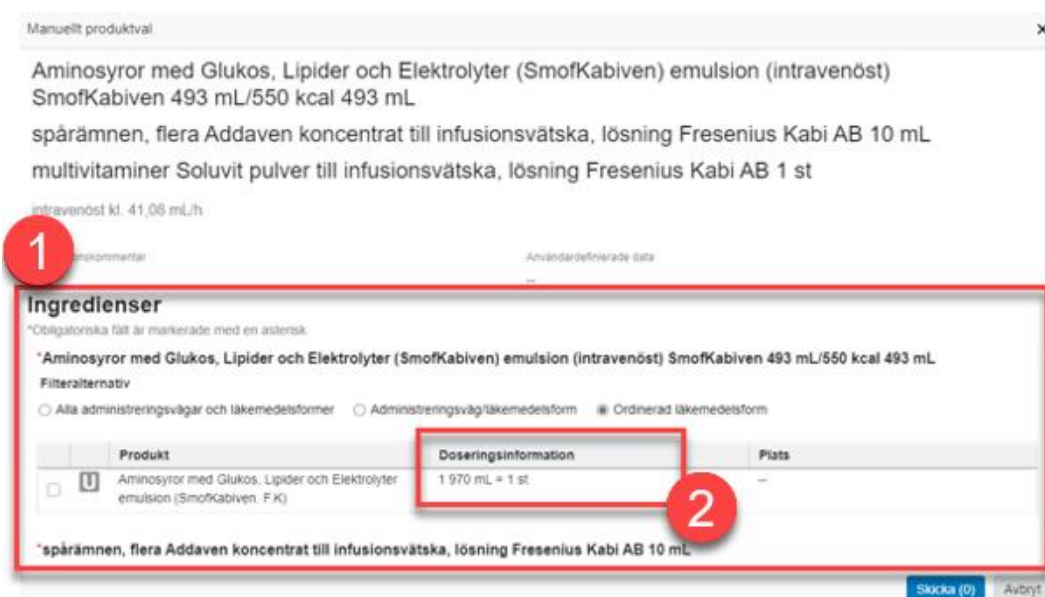 Manuellt produktval
×
Aminosyror med Glukos, Lipider och Elektrolyter (SmofKabiven) emulsion (intravenöst)
SmofKabiven 493 mL/550 kcal 493 mL
spårämnen, flera Addaven koncentrat till infusionsvätska, lösning Fresenius Kabi AB 10 mL
multivitaminer Soluvit pulver till infusionsvätska, lösning Fresenius Kabi AB 1 st
intravenöst kl. 41,08 mL/h
1
Användardefinierade data
--
Ingredienser
*Obligatoriska fält är markerade med en asterisk
*Aminosyror med Glukos, Lipider och Elektrolyter (SmofKabiven) emulsion (intravenöst) SmofKabiven 493 mL/550 kcal 493 mL
Filteralternativ
Alla administreringsvägar och läkemedelsformer Administreringsväg/läkemedelsform Ordinerad läkemedelsform
Produkt Doseringsinformation Plats
Aminosyror med Glukos, Lipider och Elektrolyter 1 970 mL = 1 st --
emulsion (SmofKabiven, F.K)
2
*spårämnen, flera Addaven koncentrat till infusionsvätska, lösning Fresenius Kabi AB 10 mL
Skicka (0) Avbryt